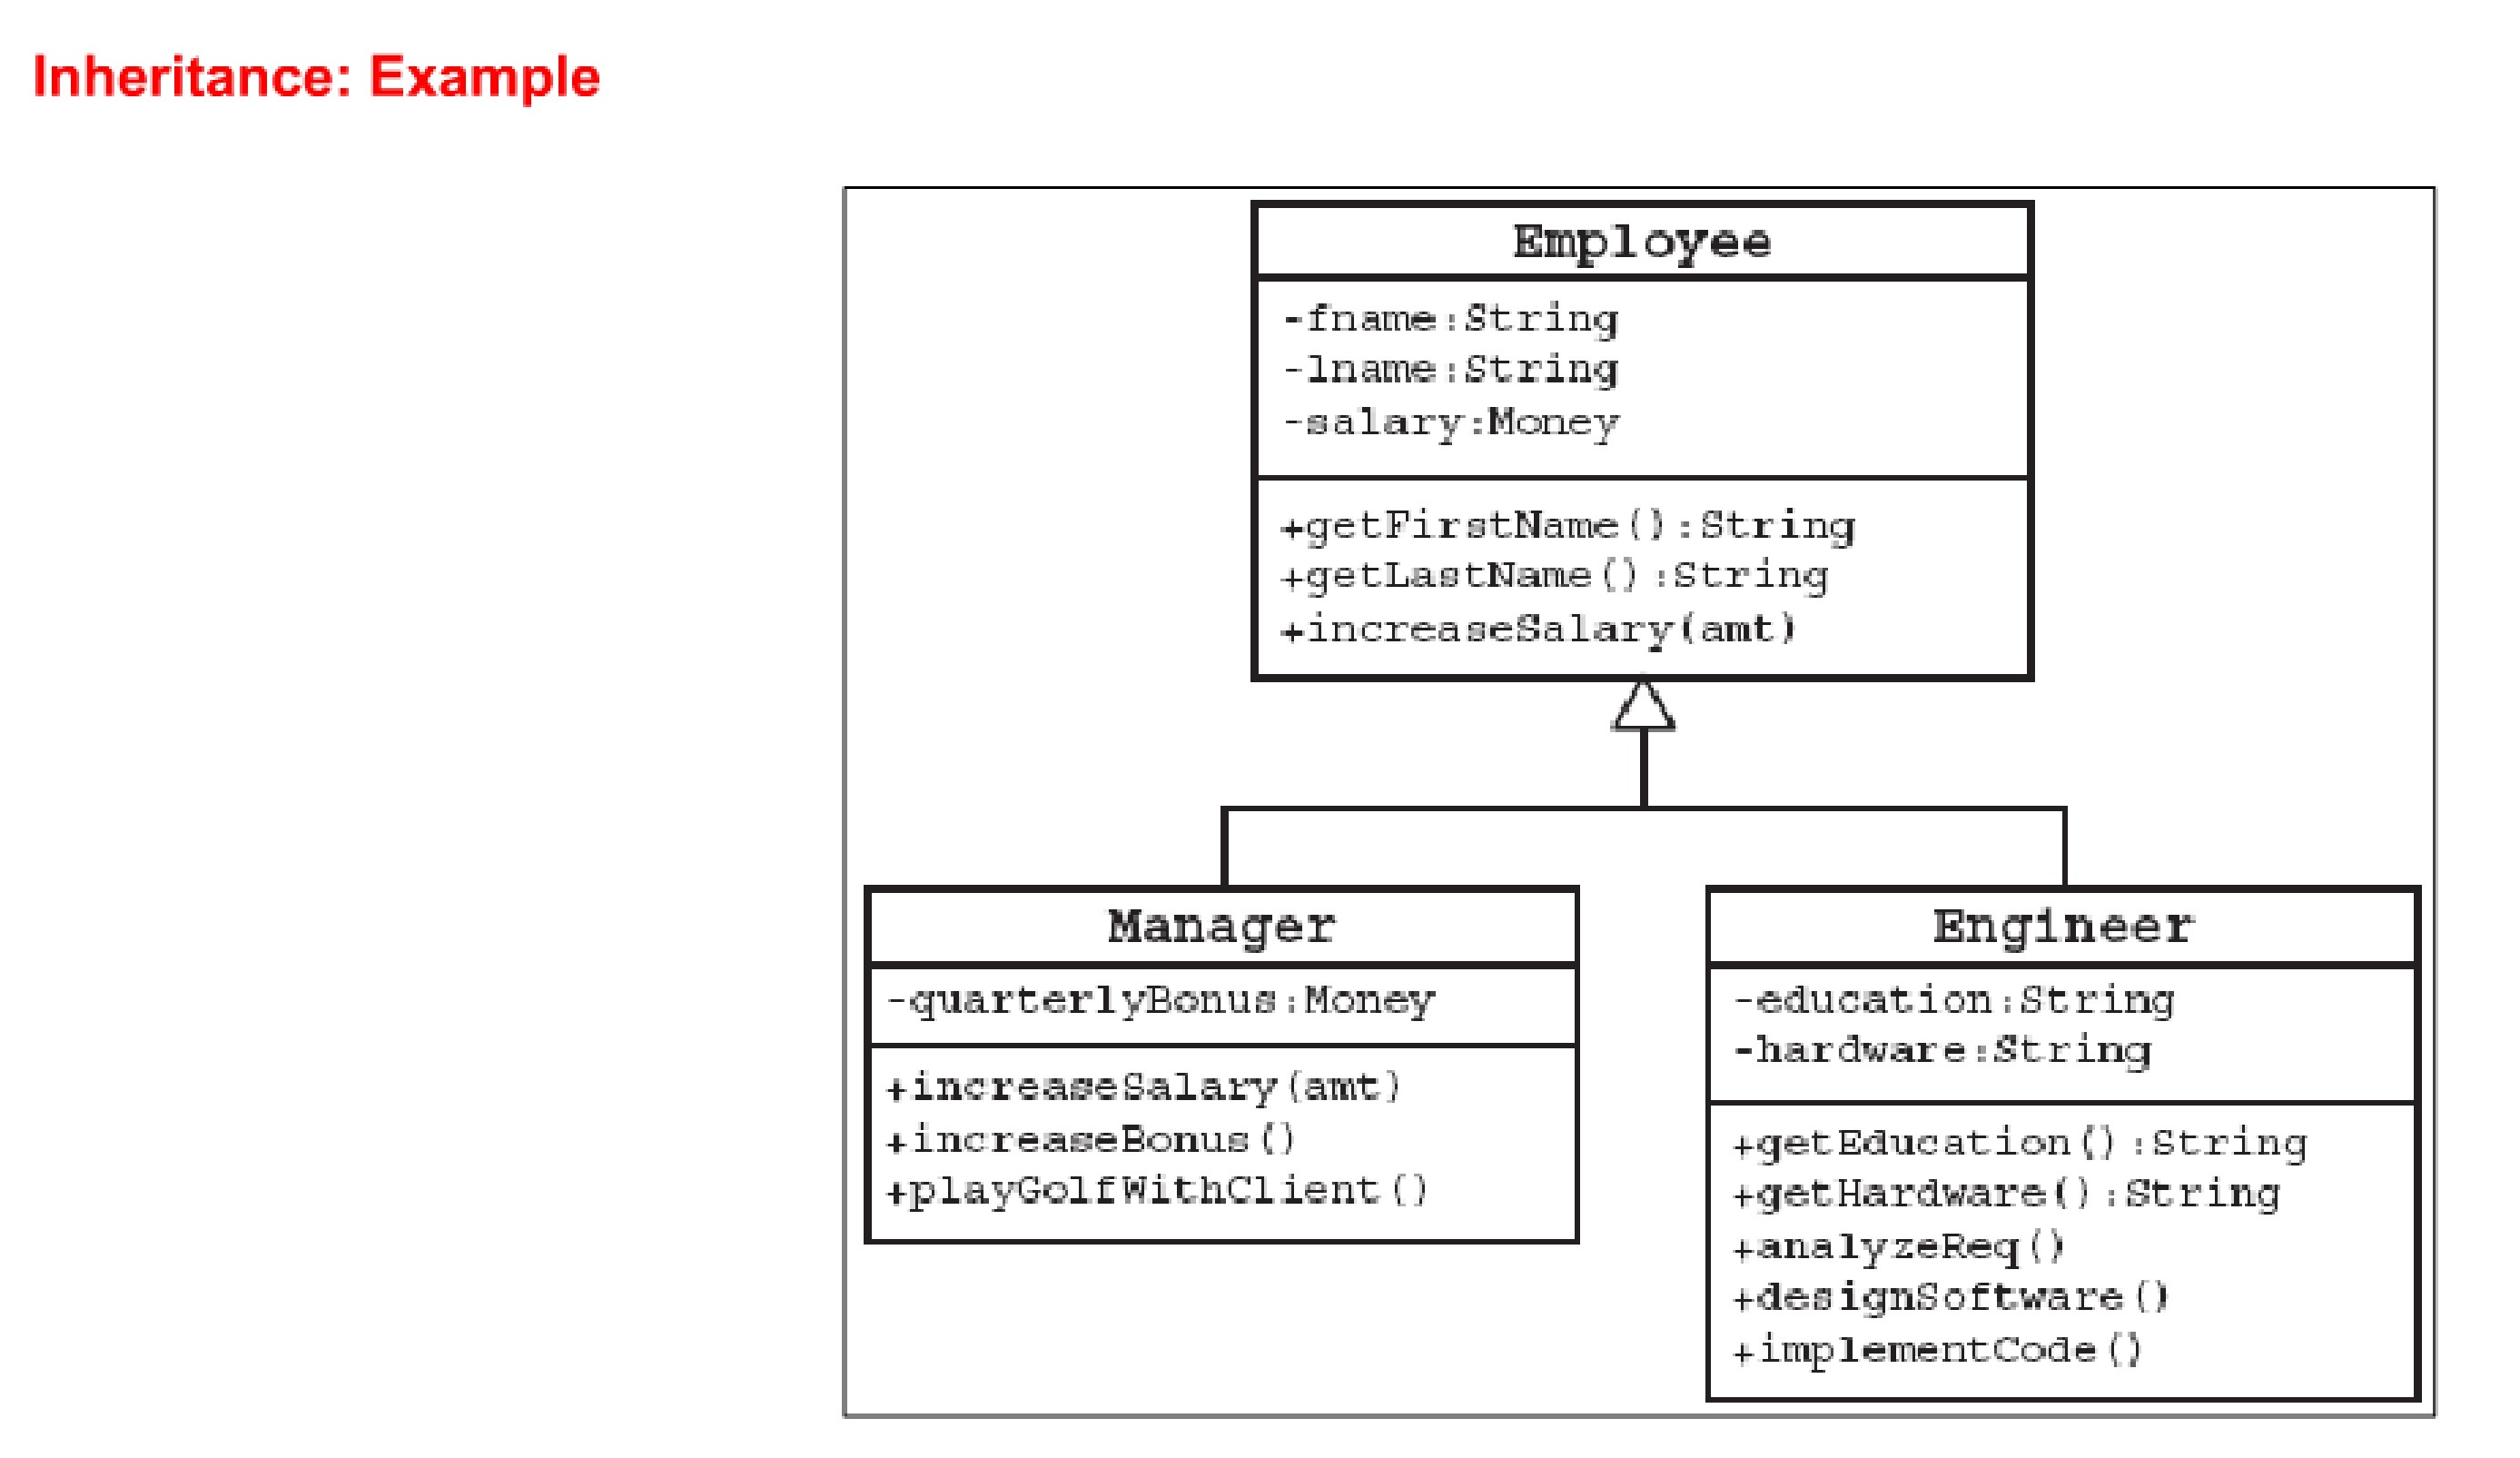 Inheritance: Example
Employee
-fname:String
-lname:String
-salary:Money
+getFirstName():String
+getLastName():String
+increaseSalary(amt)
Manager
-quarterlyBonus:Money
+increaseSalary(amt)
+increaseBonus()
+playGolfWithClient()
Engineer
-education:String
-hardware:String
+getEducation():String
+getHardware():String
+analyzeReq()
+designSoftware()
+implementCode()